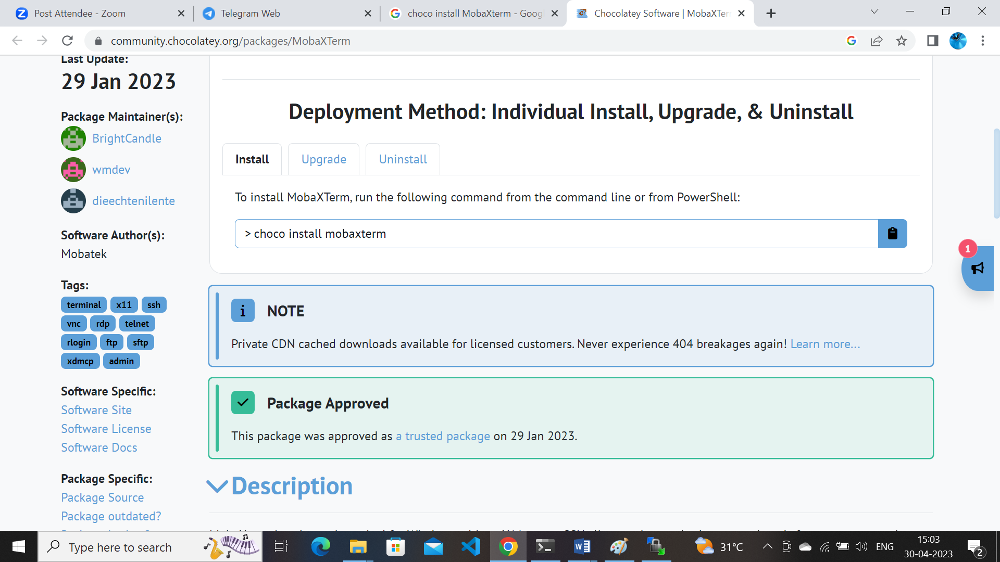 Post Attendee - Zoom
Telegram Web
choco install MobaXterm - Goog
Chocolatey Software | MobaXTer
community.chocolatey.org/packages/MobaXTerm
Last Update:
29 Jan 2023
Package Maintainer(s):
BrightCandle
wmdev
dieechtenilente
Software Author(s):
Mobatek
Tags:
terminal x11 ssh
vnc rdp telnet
rlogin ftp sftp
xdmcp admin
Software Specific:
Software Site
Software License
Software Docs
Package Specific:
Package Source
Package outdated?
Deployment Method: Individual Install, Upgrade, & Uninstall
Install Upgrade Uninstall
To install MobaXTerm, run the following command from the command line or from PowerShell:
> choco install mobaxterm
1
NOTE
Private CDN cached downloads available for licensed customers. Never experience 404 breakages again! Learn more...
Package Approved
This package was approved as a trusted package on 29 Jan 2023.
Description
Type here to search
31°C
ENG
15:03
30-04-2023
2